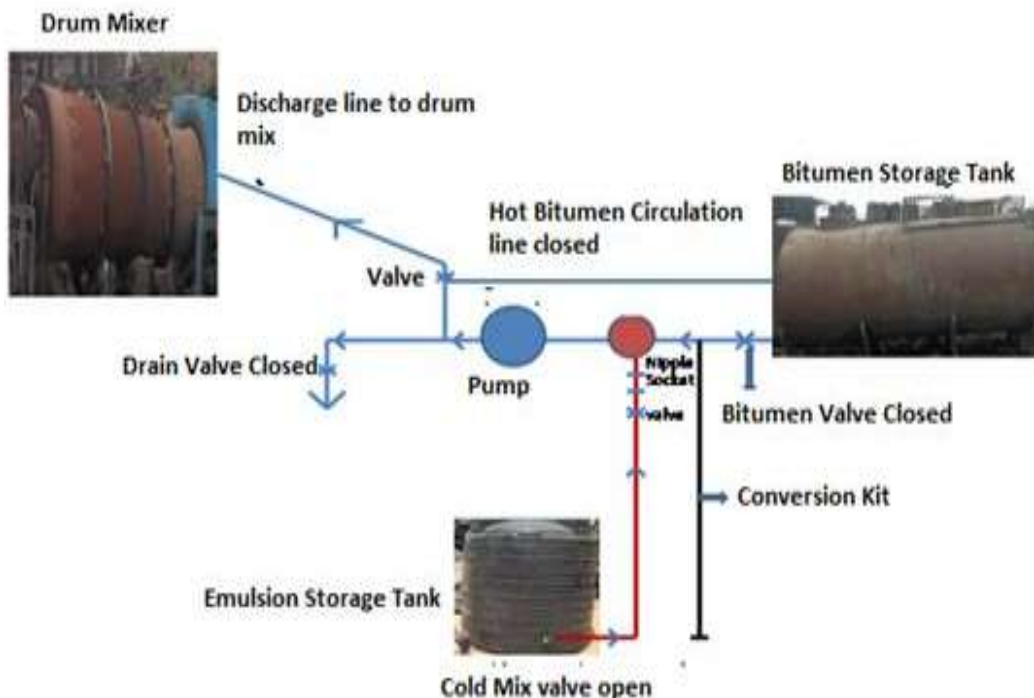 Drum Mixer
Discharge line to drum
mix
Bitumen Storage Tank
Hot Bitumen Circulation
line closed
Valve
Drain Valve Closed
Pump
Nipple
Socket
valve
Bitumen Valve Closed
Conversion Kit
Emulsion Storage Tank
Cold Mix valve open